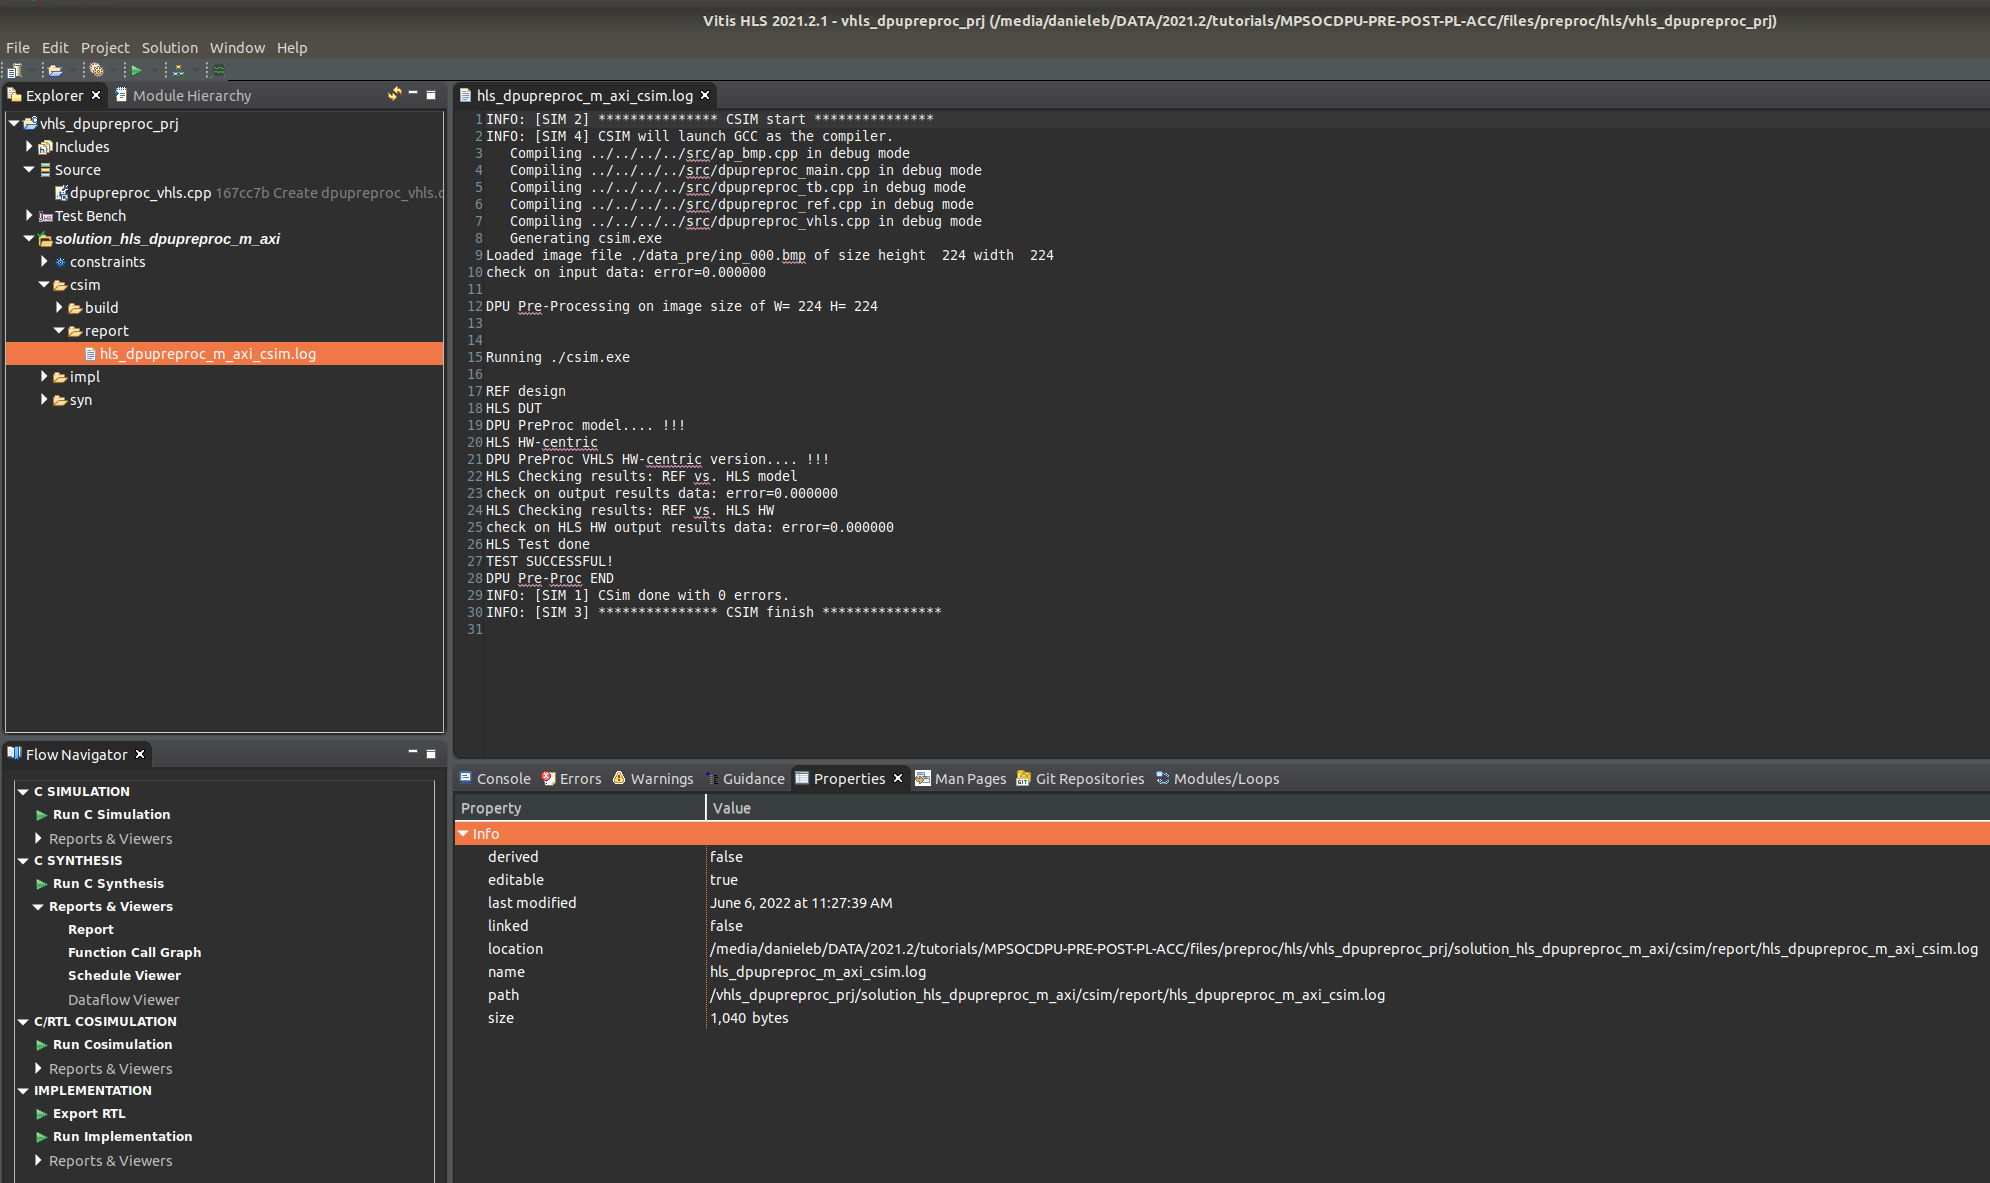 Vitis HLS 2021.2.1 - vhls_dpupreproc_prj (/media/danieleb/DATA/2021.2/tutorials/MPSOCDPU-PRE-POST-PL-ACC/files/preproc/hls/vhls_dpupreproc_prj)
File Edit Project Solution Window Help
Explorer Module Hierarchy
vhls_dpupreproc_prj
Includes
Source
dpupreproc_vhls.cpp 167cc7b Create dpupreproc_vhls.c
Test Bench
solution_hls_dpupreproc_m_axi
constraints
csim
build
report
hls_dpupreproc_m_axi_csim.log
impl
syn
hls_dpupreproc_m_axi_csim.log
1 INFO: [SIM 2] *************** CSIM start ***************
2 INFO: [SIM 4] CSIM will launch GCC as the compiler.
3 Compiling ../../../../src/ap_bmp.cpp in debug mode
4 Compiling ../../../../src/dpupreproc_main.cpp in debug mode
5 Compiling ../../../../src/dpupreproc_tb.cpp in debug mode
6 Compiling ../../../../src/dpupreproc_ref.cpp in debug mode
7 Compiling ../../../../src/dpupreproc_vhls.cpp in debug mode
8 Generating csim.exe
9 Loaded image file ./data_pre/inp_000.bmp of size height  224 width  224
10 check on input data: error=0.000000
11
12 DPU Pre-Processing on image size of W= 224 H= 224
13
14
15 Running ./csim.exe
16
17 REF design
18 HLS DUT
19 DPU PreProc model.... !!!
20 HLS HW-centric
21 DPU PreProc VHLS HW-centric version.... !!!
22 HLS Checking results: REF vs. HLS model
23 check on output results data: error=0.000000
24 HLS Checking results: REF vs. HLS HW
25 check on HLS HW output results data: error=0.000000
26 HLS Test done
27 TEST SUCCESSFUL!
28 DPU Pre-Proc END
29 INFO: [SIM 1] CSim done with 0 errors.
30 INFO: [SIM 3] *************** CSIM finish ***************
31
Flow Navigator
C SIMULATION
Run C Simulation
Reports & Viewers
C SYNTHESIS
Run C Synthesis
Reports & Viewers
Report
Function Call Graph
Schedule Viewer
Dataflow Viewer
C/RTL COSIMULATION
Run Cosimulation
Reports & Viewers
IMPLEMENTATION
Export RTL
Run Implementation
Reports & Viewers
Console Errors Warnings Guidance Properties Man Pages Git Repositories Modules/Loops
Property Value
Info
derived false
editable true
last modified June 6, 2022 at 11:27:39 AM
linked false
location /media/danieleb/DATA/2021.2/tutorials/MPSOCDPU-PRE-POST-PL-ACC/files/preproc/hls/vhls_dpupreproc_prj/solution_hls_dpupreproc_m_axi/csim/report/hls_dpupreproc_m_axi_csim.log
name hls_dpupreproc_m_axi_csim.log
path /vhls_dpupreproc_prj/solution_hls_dpupreproc_m_axi/csim/report/hls_dpupreproc_m_axi_csim.log
size 1,040 bytes